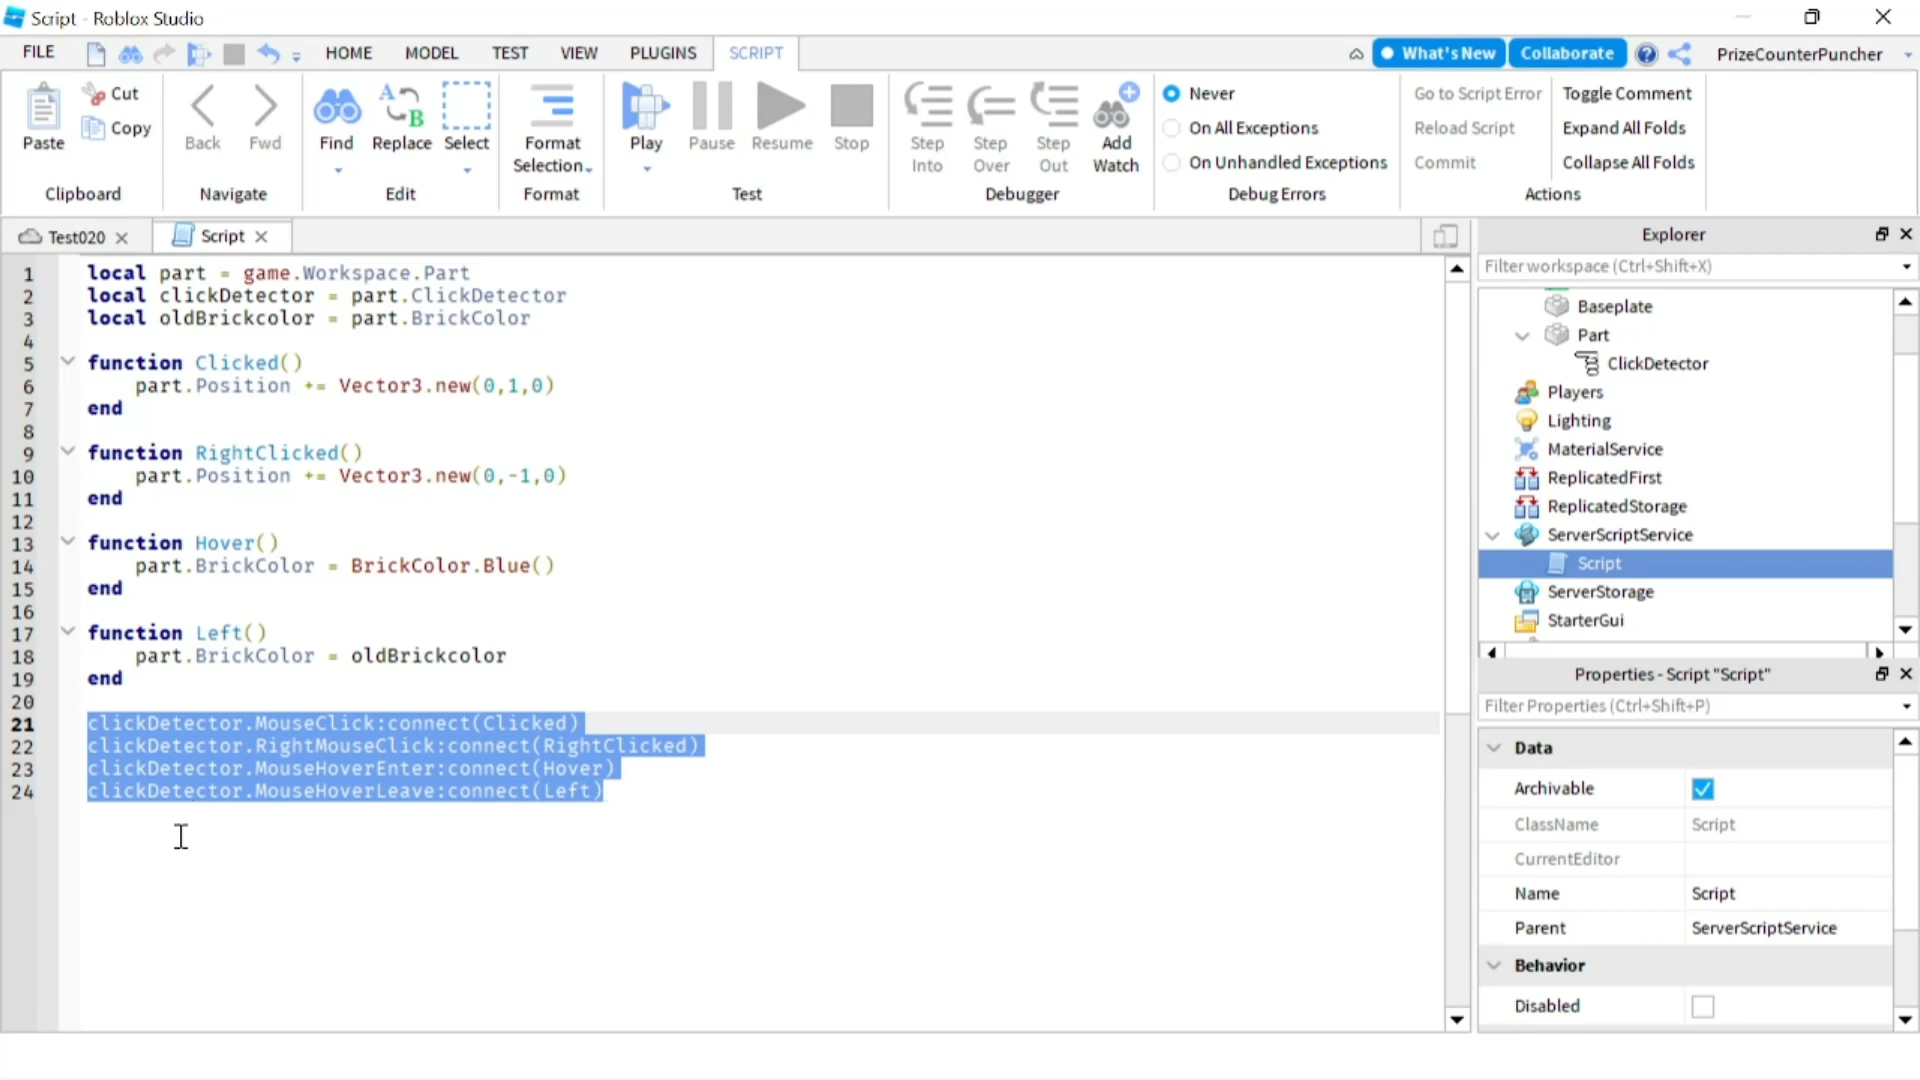 Script - Roblox Studio
FILE HOME MODEL TEST VIEW PLUGINS SCRIPT What's New Collaborate PrizeCounterPuncher
Paste Cut Copy
Clipboard
Back Fwd
Navigate
Find Replace Select
Edit
Format Selection
Format
Play Pause Resume Stop
Test
Step Into Step Over Step Out Add Watch
Debugger
Never
On All Exceptions
On Unhandled Exceptions
Debug Errors
Go to Script Error Toggle Comment
Reload Script Expand All Folds
Commit Collapse All Folds
Actions
Test020 Script
1 local part = game.Workspace.Part
2 local clickDetector = part.ClickDetector
3 local oldBrickcolor = part.BrickColor
4
5 function Clicked()
6 part.Position += Vector3.new(0,1,0)
7 end
8
9 function RightClicked()
10 part.Position += Vector3.new(0,-1,0)
11 end
12
13 function Hover()
14 part.BrickColor = BrickColor.Blue()
15 end
16
17 function Left()
18 part.BrickColor = oldBrickcolor
19 end
20
21 clickDetector.MouseClick:connect(Clicked)
22 clickDetector.RightMouseClick:connect(RightClicked)
23 clickDetector.MouseHoverEnter:connect(Hover)
24 clickDetector.MouseHoverLeave:connect(Left)
Explorer
Filter workspace (Ctrl+Shift+X)
Baseplate
Part
ClickDetector
Players
Lighting
MaterialService
ReplicatedFirst
ReplicatedStorage
ServerScriptService
Script
ServerStorage
StarterGui
Properties - Script "Script"
Filter Properties (Ctrl+Shift+P)
Data
Archivable
ClassName Script
CurrentEditor
Name Script
Parent ServerScriptService
Behavior
Disabled